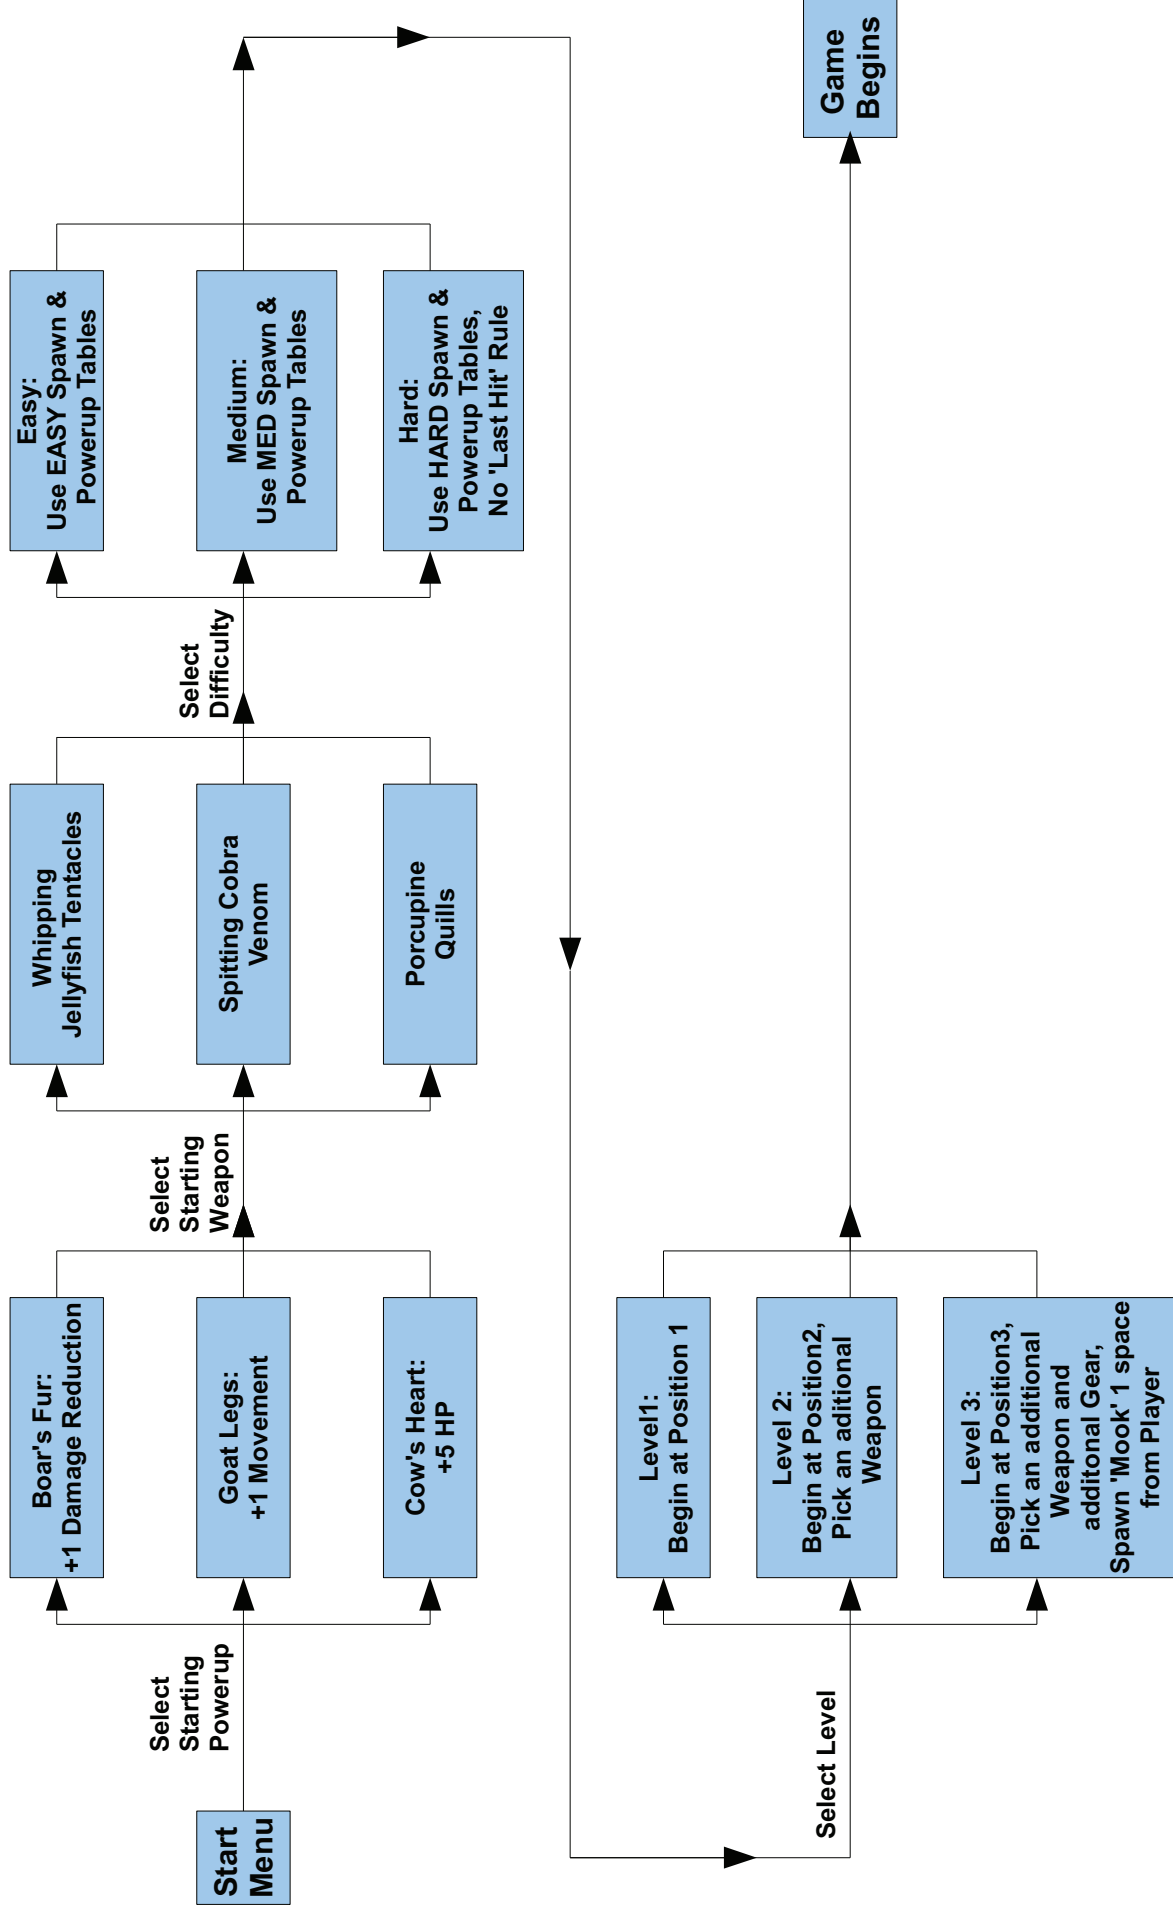 Start
Menu
Select
Starting
Powerup
Boar's Fur:
+1 Damage Reduction
Goat Legs:
+1 Movement
Cow's Heart:
+5 HP
Select
Starting
Weapon
Whipping
Jellyfish Tentacles
Spitting Cobra
Venom
Porcupine
Quills
Select
Difficulty
Easy:
Use EASY Spawn &
Powerup Tables
Medium:
Use MED Spawn &
Powerup Tables
Hard:
Use HARD Spawn &
Powerup Tables,
No 'Last Hit' Rule
Select Level
Level1:
Begin at Position 1
Level 2:
Begin at Position2,
Pick an aditional
Weapon
Level 3:
Begin at Position3,
Pick an additional
Weapon and
additonal Gear,
Spawn 'Mook' 1 space
from Player
Game
Begins